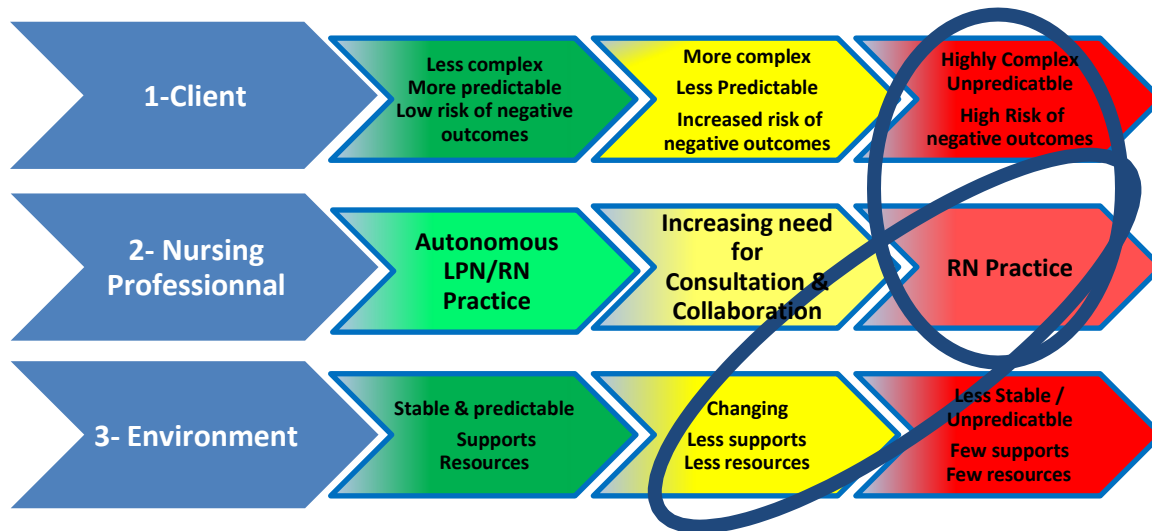 1-Client
Less complex
More predictable
Low risk of negative
outcomes
More complex
Less Predictable
Increased risk of
negative outcomes
Highly Complex
Unpredicatble
High Risk of
negative outcomes
2- Nursing
Professionnal
Autonomous
LPN/RN
Practice
Increasing need
for
Consultation &
Collaboration
RN Practice
3- Environment
Stable & predictable
Supports
Resources
Changing
Less supports
Less resources
Less Stable /
Unpredicatble
Few supports
Few resources